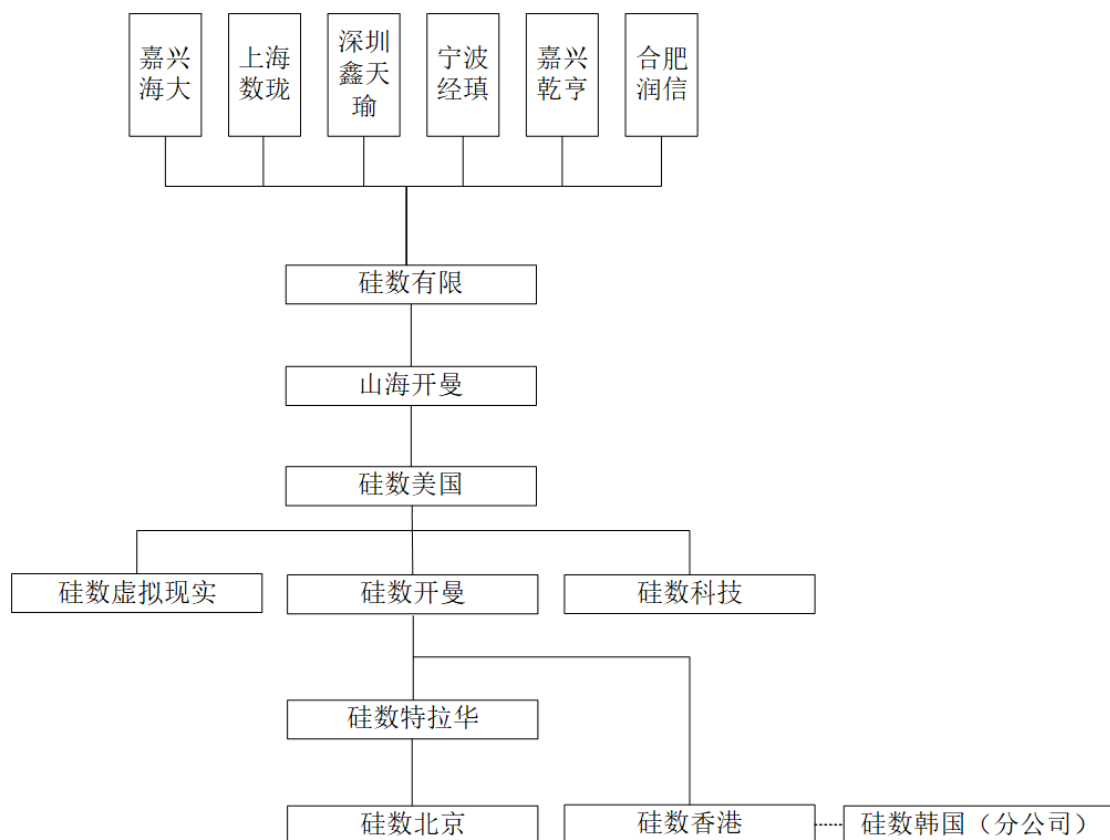 嘉兴
海大
上海
数珑
深圳
鑫天
瑜
宁波
经瑱
嘉兴
乾亨
合肥
润信
硅数有限
山海开曼
硅数美国
硅数虚拟现实
硅数开曼
硅数科技
硅数特拉华
硅数北京
硅数香港
硅数韩国（分公司）